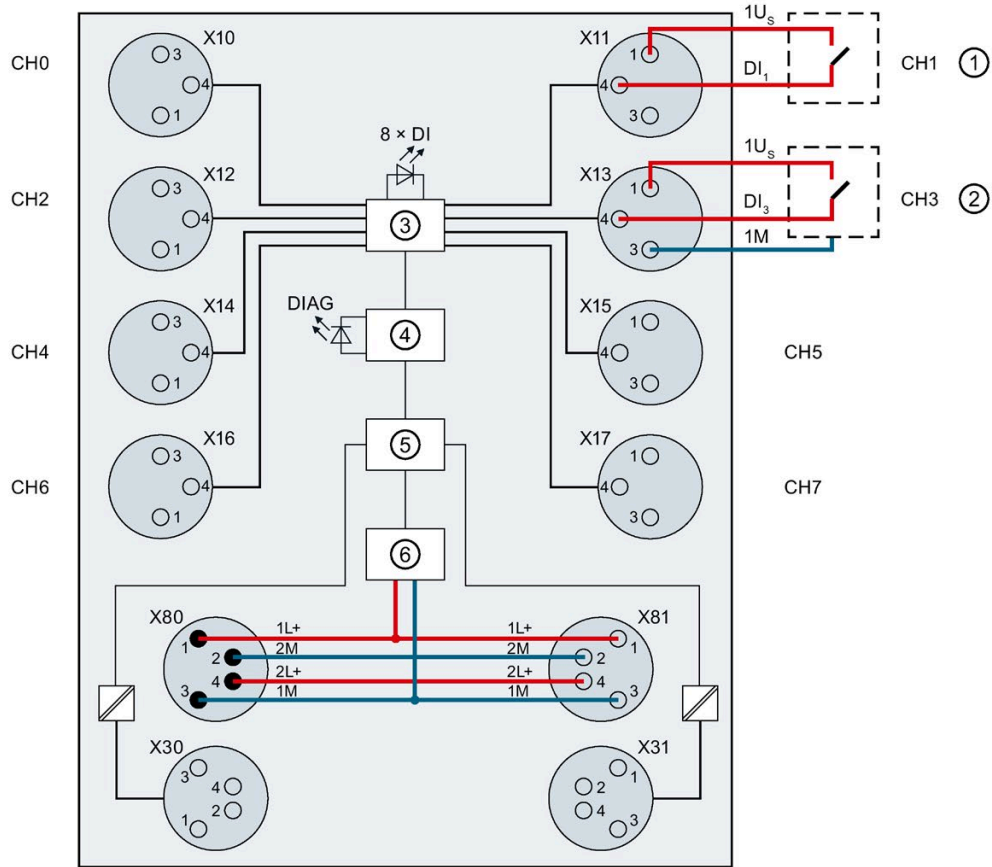 1U_S
X10 X11
CH0 3 4 1 1 4 3 DI_1 CH1 ①
8 × DI
1U_S
X12 X13
CH2 3 4 1 ③ 1 4 3 DI_3 CH3 ②
1M
X14 DIAG X15
CH4 3 4 1 ④ 1 4 3 CH5
X16 ⑤ X17
CH6 3 4 1 1 4 3 CH7
⑥
X80 X81
1 1L+ 1L+ 1
2 2M 2M 2
4 2L+ 2L+ 4
3 1M 1M 3
X30 X31
3 4 2 1 1 2 4 3